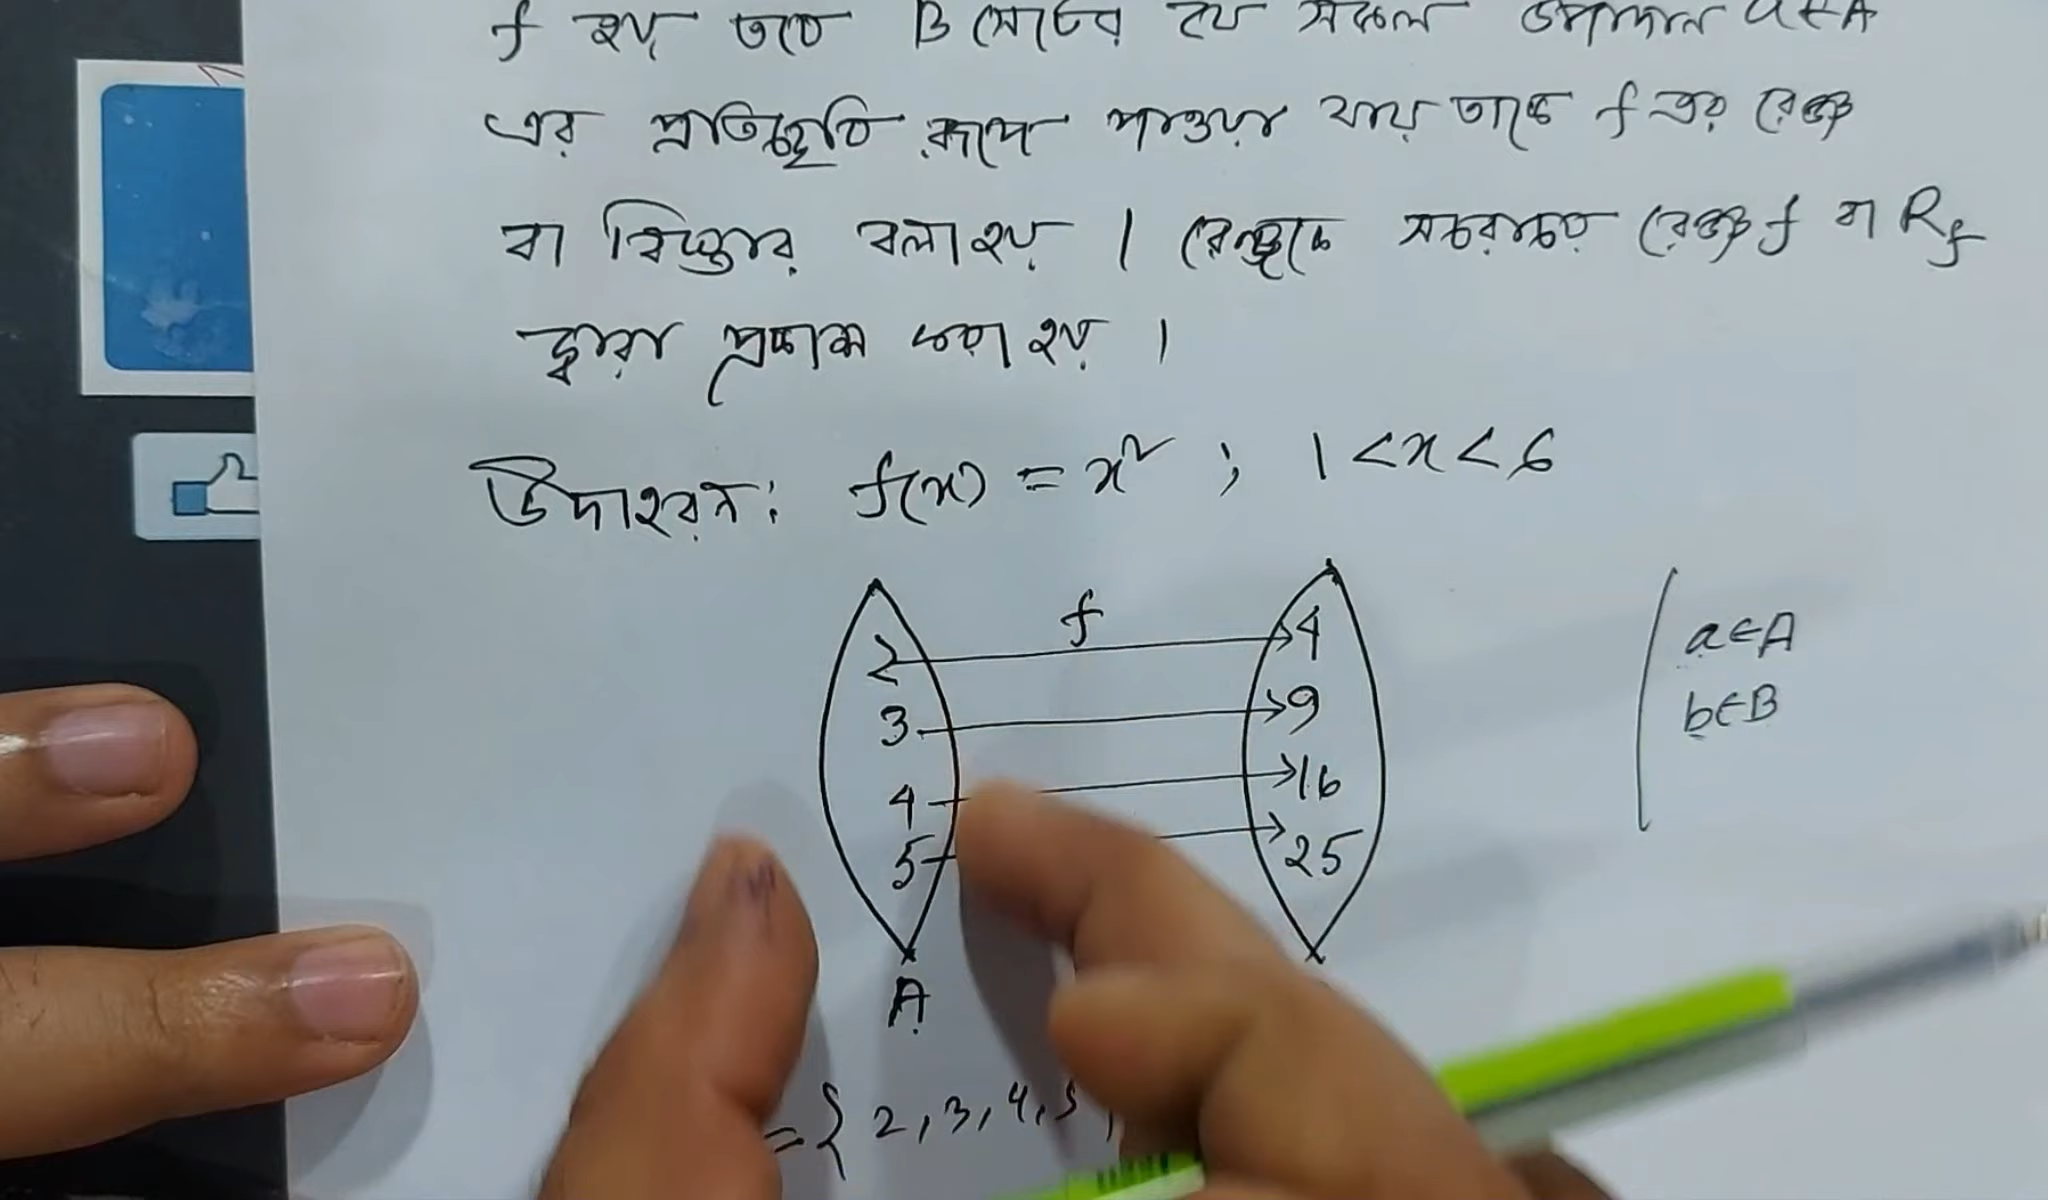 f হয় তবে B সেটের যে সকল উপাদান a∈A
এর প্রতিচ্ছবি রূপে পাওয়া যায় তাকে f এর রেঞ্জ
বা বিস্তার বলা হয় । রেঞ্জকে সচরাচর রেঞ্জ f বা R_f
দ্বারা প্রকাশ করা হয় ।
উদাহরন: f(x) = x² ; 1 < x < 6
f
2 4
3 9
4 16
5 25
A
a∈A
b∈B
= { 2, 3, 4, 5